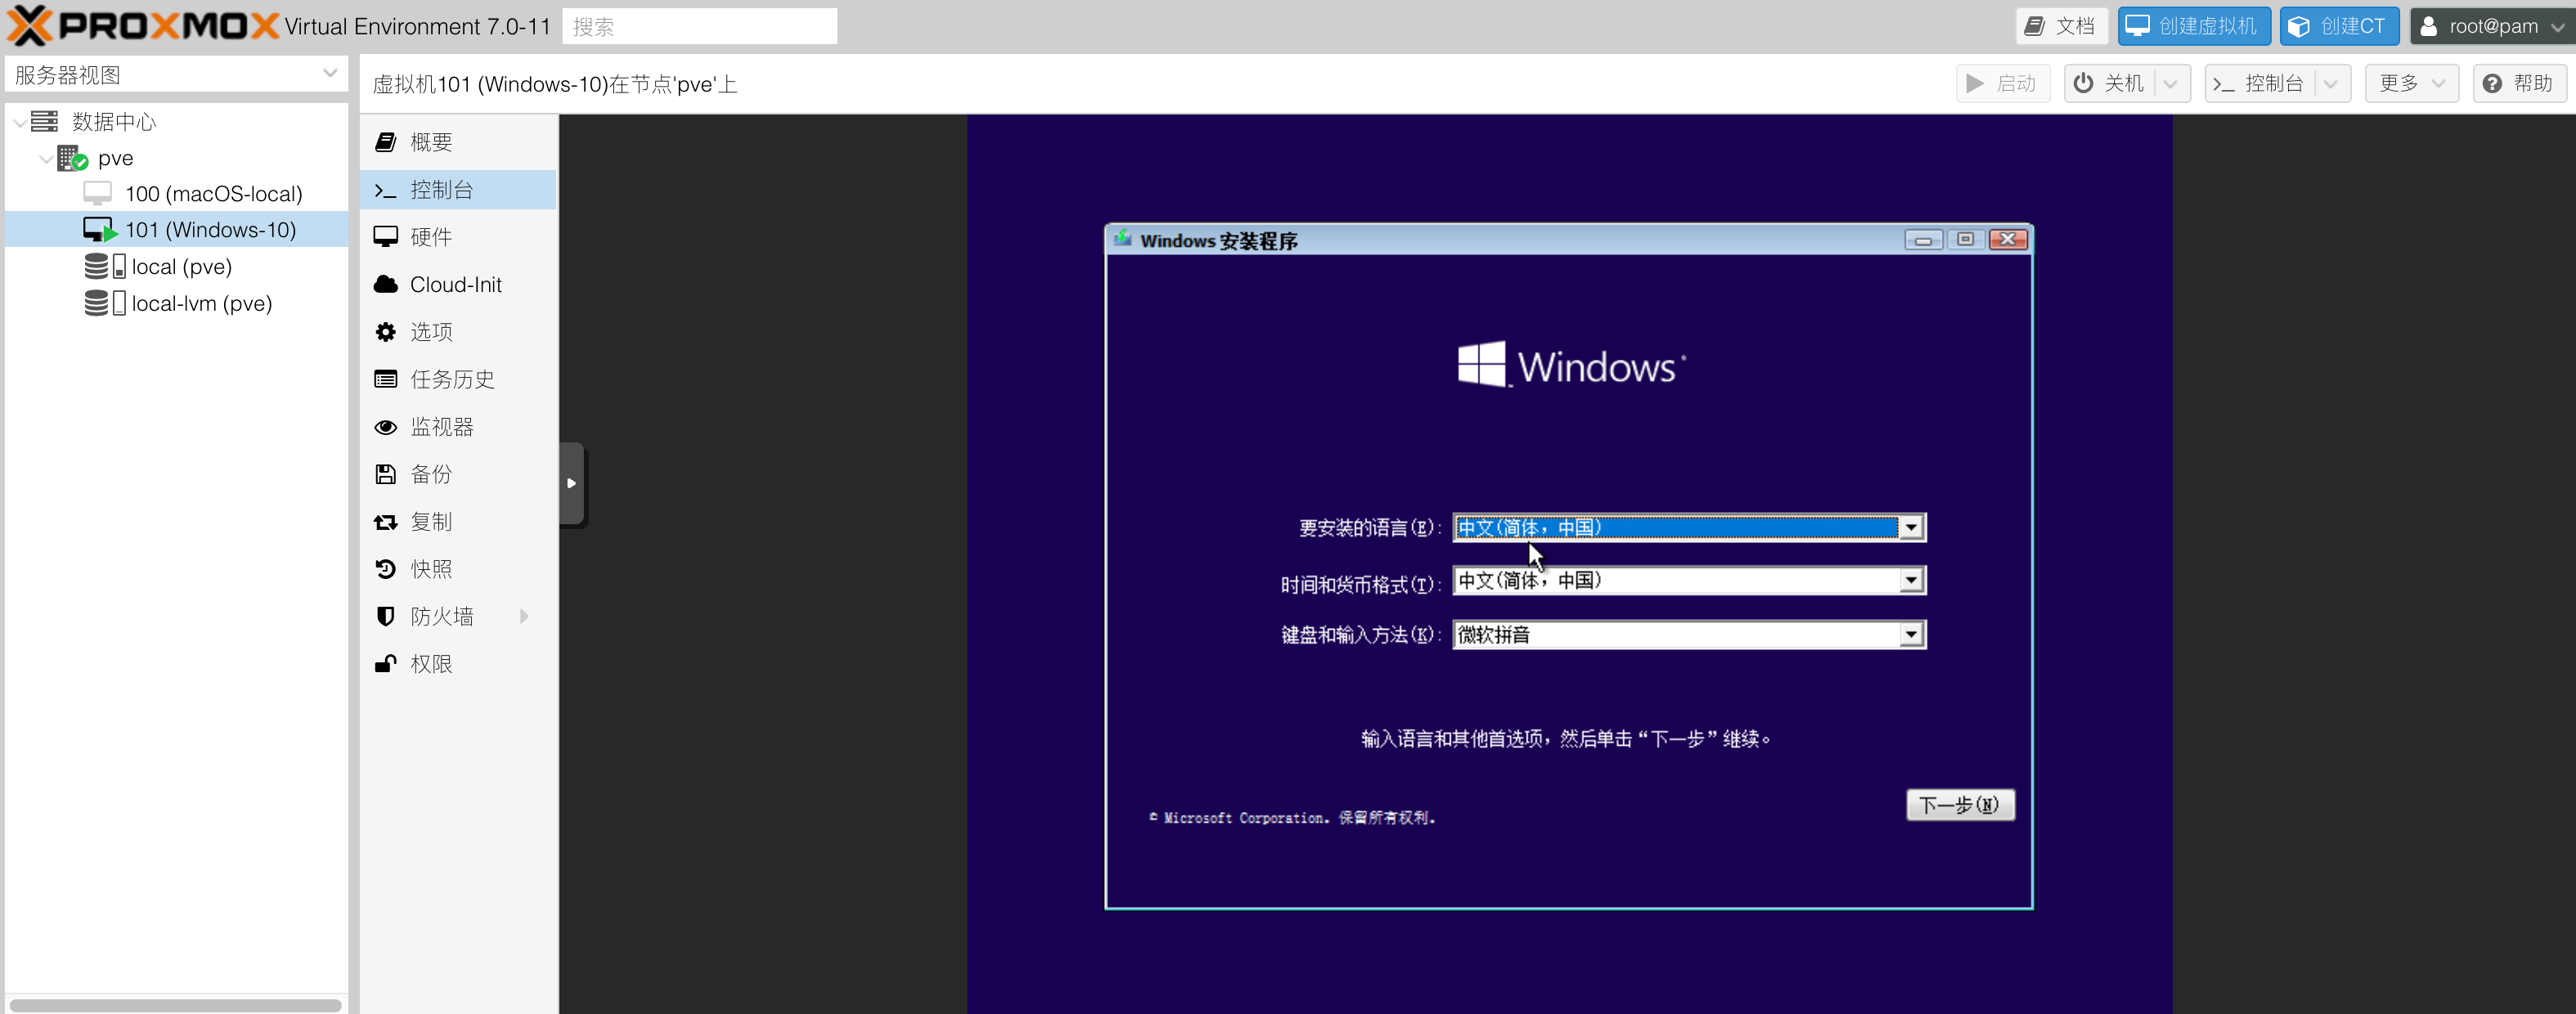 PROXMOX Virtual Environment 7.0-11 搜索 文档 创建虚拟机 创建CT root@pam
服务器视图
数据中心
pve
100 (macOS-local)
101 (Windows-10)
local (pve)
local-lvm (pve)
虚拟机101 (Windows-10)在节点'pve'上 启动 关机 控制台 更多 帮助
概要
控制台
硬件
Cloud-Init
选项
任务历史
监视器
备份
复制
快照
防火墙
权限
Windows 安装程序
Windows
要安装的语言(E): 中文(简体，中国)
时间和货币格式(T): 中文(简体，中国)
键盘和输入方法(K): 微软拼音
输入语言和其他首选项，然后单击“下一步”继续。
© Microsoft Corporation。保留所有权利。
下一步(N)